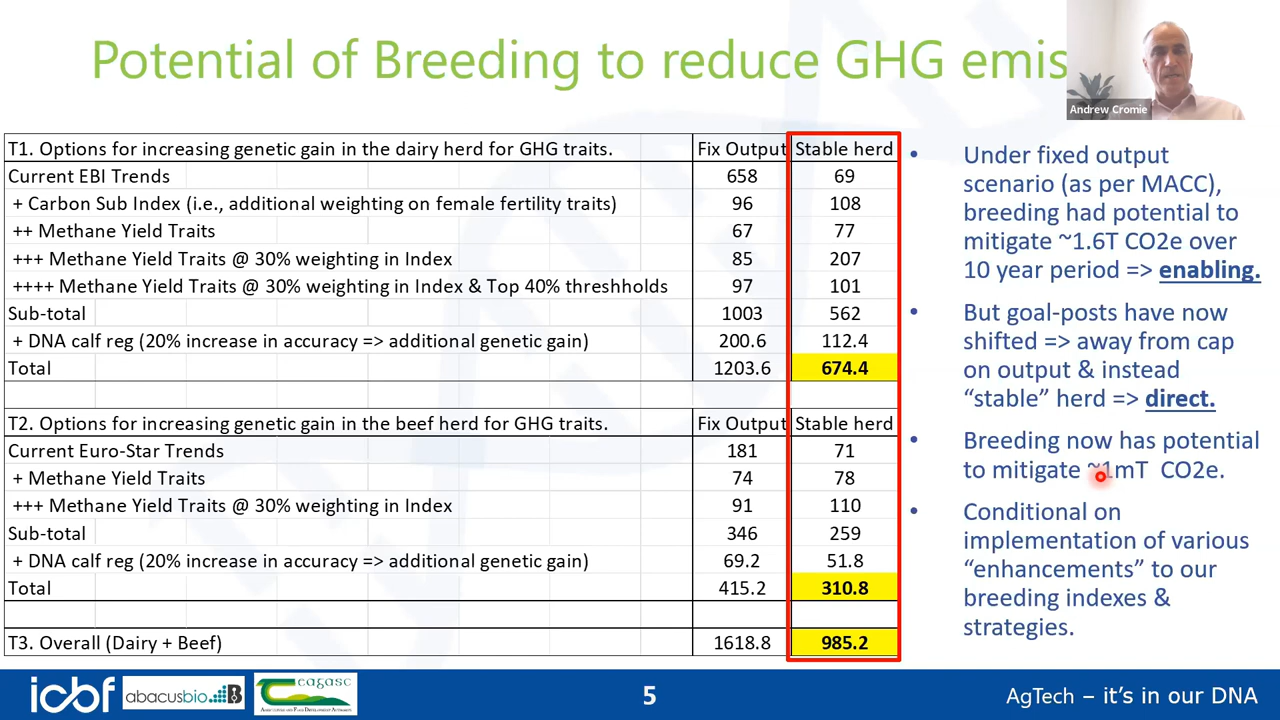 Potential of Breeding to reduce GHG emis
Andrew Cromie
T1. Options for increasing genetic gain in the dairy herd for GHG traits. Fix Output Stable herd
Current EBI Trends 658 69
+ Carbon Sub Index (i.e., additional weighting on female fertility traits) 96 108
++ Methane Yield Traits 67 77
+++ Methane Yield Traits @ 30% weighting in Index 85 207
++++ Methane Yield Traits @ 30% weighting in Index & Top 40% threshholds 97 101
Sub-total 1003 562
+ DNA calf reg (20% increase in accuracy => additional genetic gain) 200.6 112.4
Total 1203.6 674.4
T2. Options for increasing genetic gain in the beef herd for GHG traits. Fix Output Stable herd
Current Euro-Star Trends 181 71
+ Methane Yield Traits 74 78
+++ Methane Yield Traits @ 30% weighting in Index 91 110
Sub-total 346 259
+ DNA calf reg (20% increase in accuracy => additional genetic gain) 69.2 51.8
Total 415.2 310.8
T3. Overall (Dairy + Beef) 1618.8 985.2
• Under fixed output
scenario (as per MACC),
breeding had potential to
mitigate ~1.6T CO2e over
10 year period => enabling.
• But goal-posts have now
shifted => away from cap
on output & instead
“stable” herd => direct.
• Breeding now has potential
to mitigate ~1mT CO2e.
• Conditional on
implementation of various
“enhancements” to our
breeding indexes &
strategies.
icbf
abacusbio
teagasc
AGRICULTURE AND FOOD DEVELOPMENT AUTHORITY
5
AgTech – it’s in our DNA